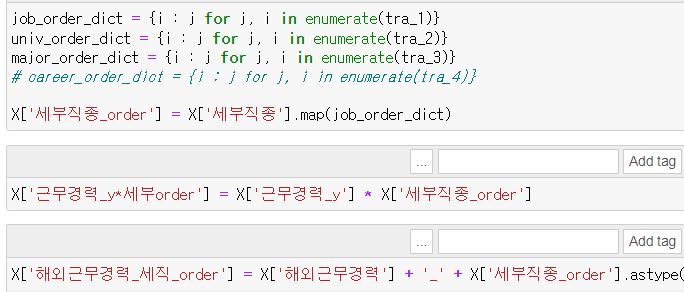 job_order_dict = {i : j for j, i in enumerate(tra_1)}
univ_order_dict = {i : j for j, i in enumerate(tra_2)}
major_order_dict = {i : j for j, i in enumerate(tra_3)}
# career_order_dict = {i : j for j, i in enumerate(tra_4)}
X['세부직종_order'] = X['세부직종'].map(job_order_dict)
... Add tag
X['근무경력_y*세부order'] = X['근무경력_y'] * X['세부직종_order']
... Add tag
X['해외근무경력_세직_order'] = X['해외근무경력'] + '_' + X['세부직종_order'].astype(